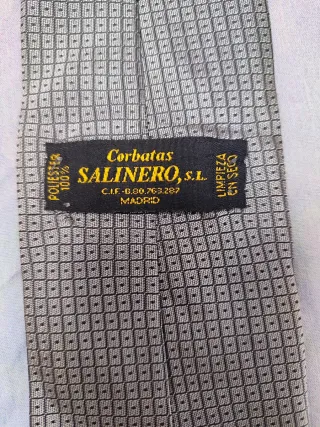 Corbatas
SALINERO, S.L.
C.I.F.-B.80.763.287
MADRID
POLIESTER
100%
LIMPIEZA
EN SECO